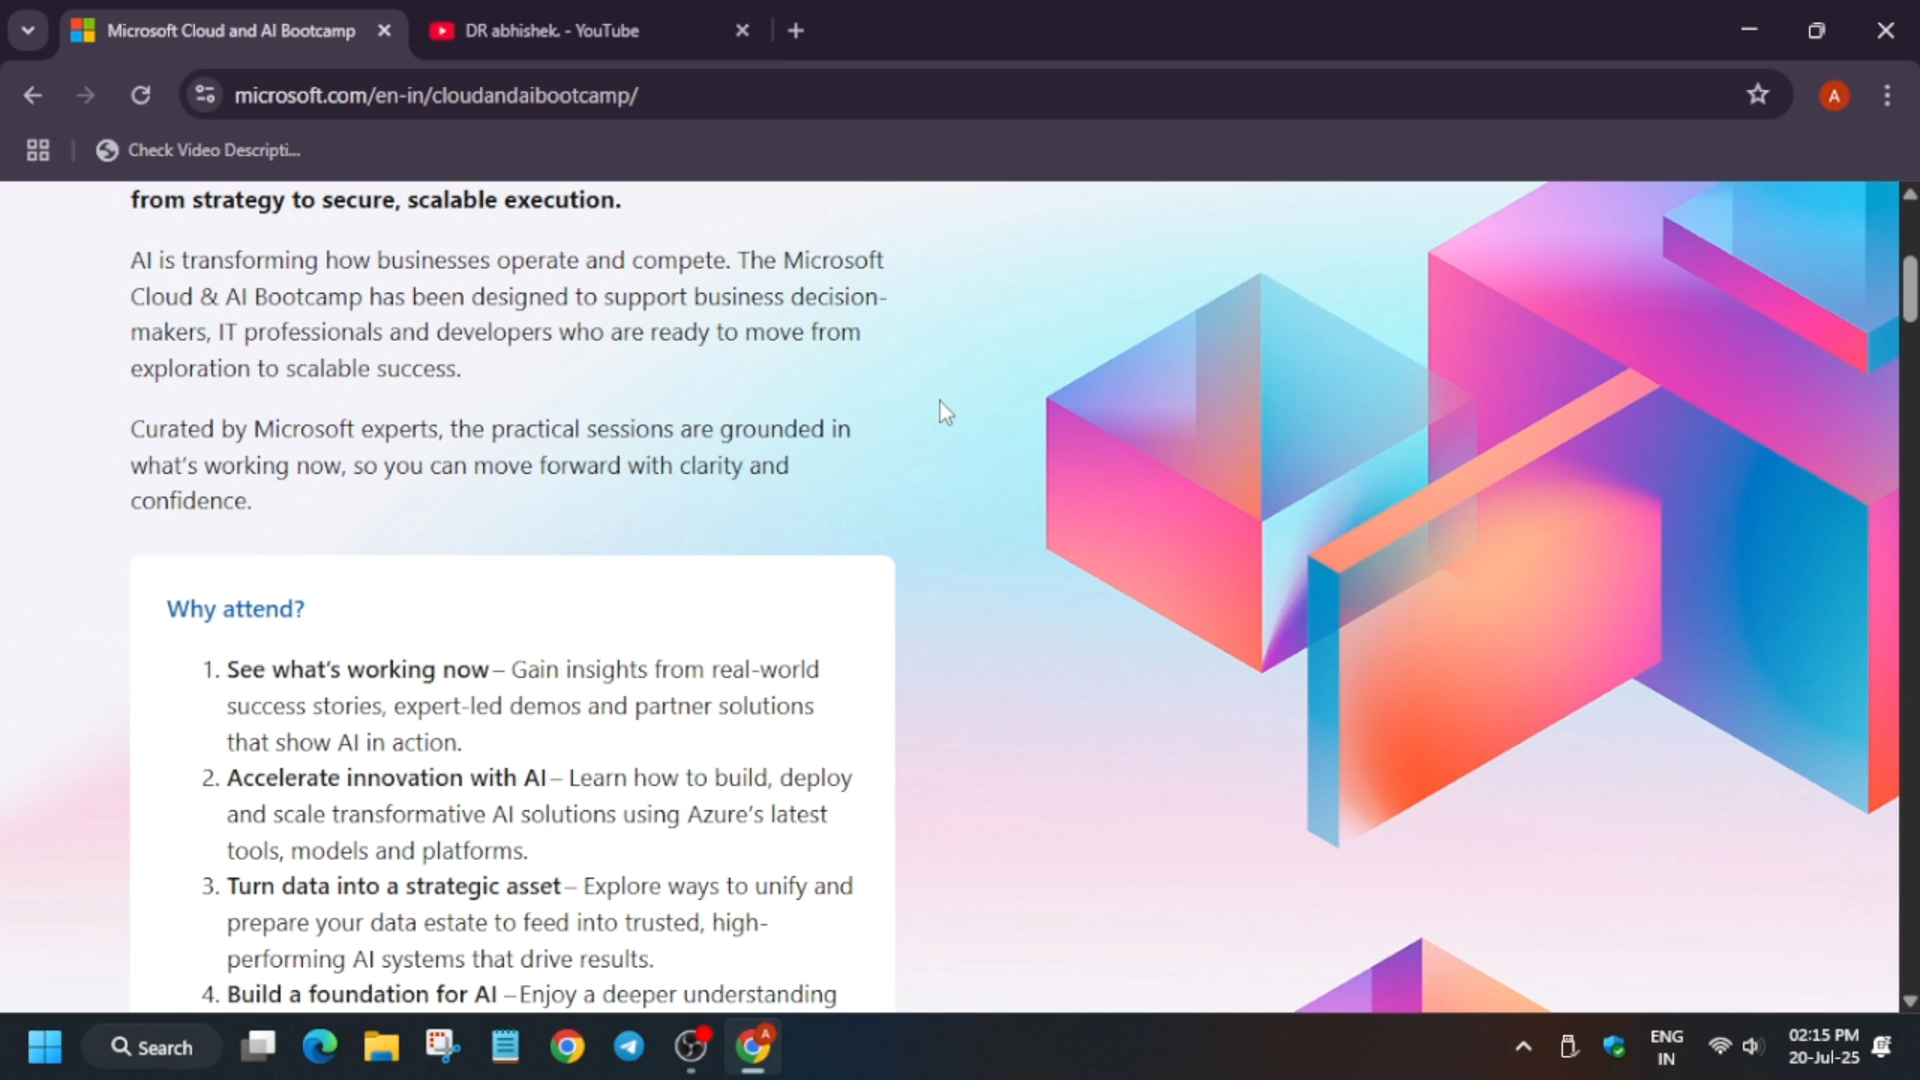 Microsoft Cloud and AI Bootcamp
DR abhishek. - YouTube
microsoft.com/en-in/cloudandaibootcamp/
A
Check Video Descripti...
from strategy to secure, scalable execution.
AI is transforming how businesses operate and compete. The Microsoft
Cloud & AI Bootcamp has been designed to support business decision-
makers, IT professionals and developers who are ready to move from
exploration to scalable success.
Curated by Microsoft experts, the practical sessions are grounded in
what's working now, so you can move forward with clarity and
confidence.
Why attend?
1. See what's working now – Gain insights from real-world
success stories, expert-led demos and partner solutions
that show AI in action.
2. Accelerate innovation with AI – Learn how to build, deploy
and scale transformative AI solutions using Azure's latest
tools, models and platforms.
3. Turn data into a strategic asset – Explore ways to unify and
prepare your data estate to feed into trusted, high-
performing AI systems that drive results.
4. Build a foundation for AI – Enjoy a deeper understanding
Search
A
ENG
IN
02:15 PM
20-Jul-25